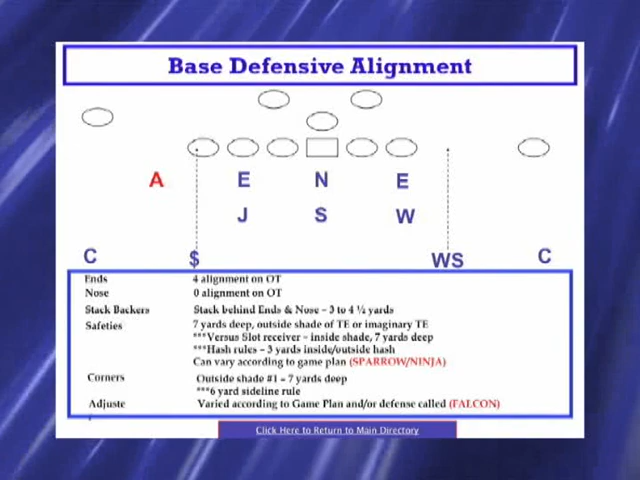 Base Defensive Alignment
A E N E
J S W
C $ WS C
Ends 4 alignment on OT
Nose 0 alignment on OT
Stack Backers Stack behind Ends & Nose – 3 to 4 ½ yards
Safeties 7 yards deep, outside shade of TE or imaginary TE
***Versus Slot receiver – inside shade, 7 yards deep
***Hash rules – 3 yards inside/outside hash
Can vary according to game plan (SPARROW/NINJA)
Corners Outside shade #1 – 7 yards deep
***6 yard sideline rule
Adjuste Varied according to Game Plan and/or defense called (FALCON)
Click Here to Return to Main Directory